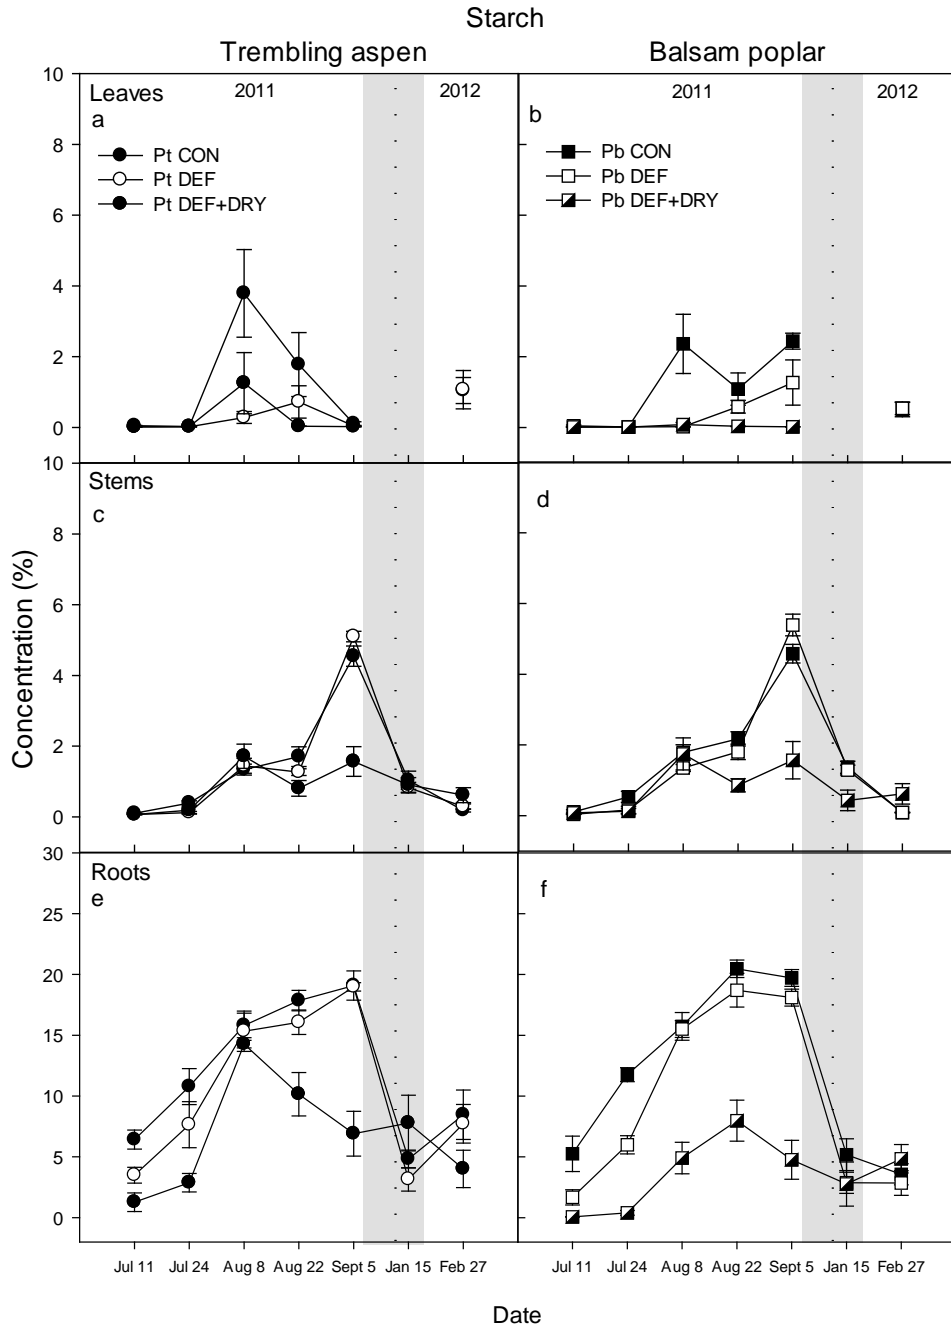 Starch
Trembling aspen
Balsam poplar
10
Leaves
2011
2012
2011
2012
a
b
Pt CON
Pt DEF
Pt DEF+DRY
Pb CON
Pb DEF
Pb DEF+DRY
8
6
4
2
0
10
Stems
c
d
8
6
4
2
0
Concentration (%)
30
Roots
e
f
25
20
15
10
5
0
Jul 11 Jul 24 Aug 8 Aug 22 Sept 5 Jan 15 Feb 27
Jul 11 Jul 24 Aug 8 Aug 22 Sept 5 Jan 15 Feb 27
Date